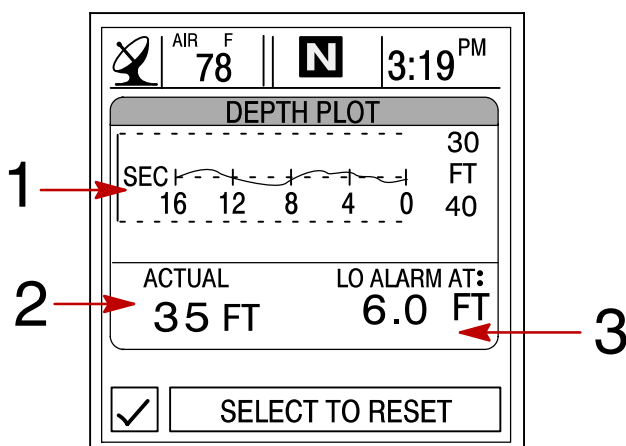 AIR F
78
N
3:19 PM
DEPTH PLOT
30
FT
40
SEC
16 12 8 4 0
1
ACTUAL
35 FT
2
LO ALARM AT:
6.0 FT
3
SELECT TO RESET